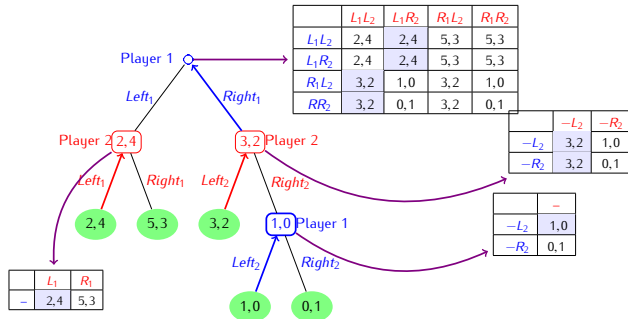 L₁L₂ L₁R₂ R₁L₂ R₁R₂
L₁L₂ 2,4 2,4 5,3 5,3
L₁R₂ 2,4 2,4 5,3 5,3
R₁L₂ 3,2 1,0 3,2 1,0
RR₂ 3,2 0,1 3,2 0,1
Player 1
Left₁ Right₁
Player 2 2,4 3,2 Player 2
−L₂ −R₂
−L₂ 3,2 1,0
−R₂ 3,2 0,1
Left₁ Right₁ Left₂ Right₂
2,4 5,3 3,2 1,0 Player 1
−
−L₂ 1,0
−R₂ 0,1
Left₂ Right₂
L₁ R₁
− 2,4 5,3
1,0 0,1